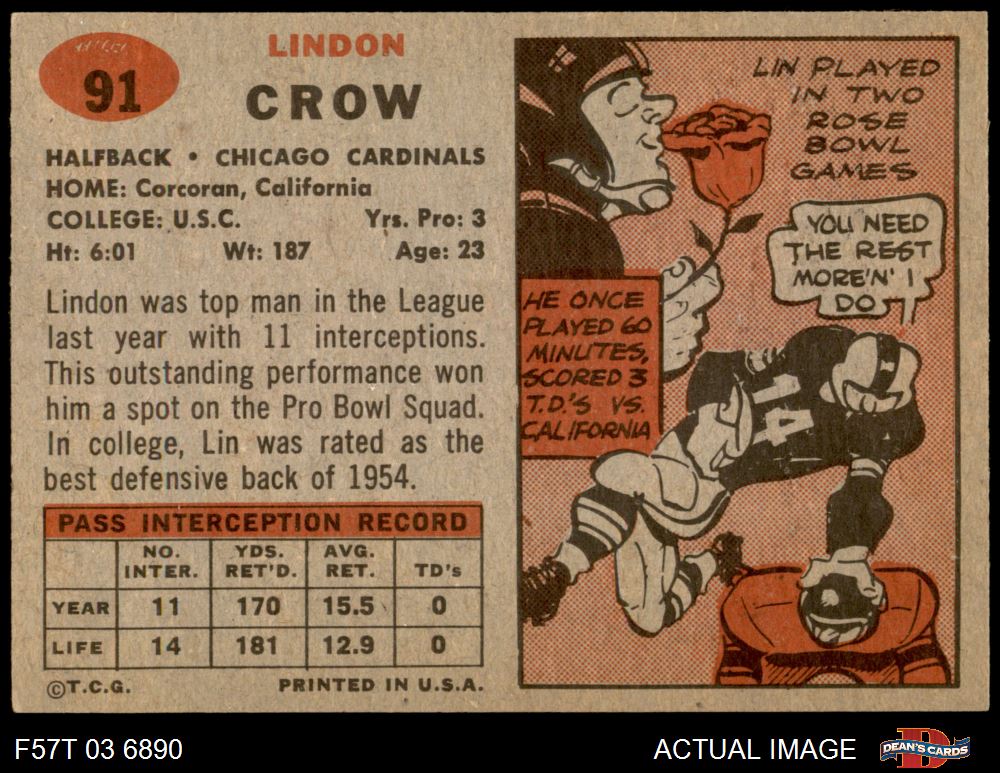 91
LINDON
CROW
HALFBACK • CHICAGO CARDINALS
HOME: Corcoran, California
COLLEGE: U.S.C. Yrs. Pro: 3
Ht: 6:01 Wt: 187 Age: 23
Lindon was top man in the League
last year with 11 interceptions.
This outstanding performance won
him a spot on the Pro Bowl Squad.
In college, Lin was rated as the
best defensive back of 1954.
PASS INTERCEPTION RECORD
NO. INTER. YDS. RET'D. AVG. RET. TD's
YEAR 11 170 15.5 0
LIFE 14 181 12.9 0
©T.C.G. PRINTED IN U.S.A.
LIN PLAYED
IN TWO
ROSE
BOWL
GAMES
YOU NEED
THE REST
MORE'N' I
DO
HE ONCE
PLAYED 60
MINUTES,
SCORED 3
T.D.'S VS.
CALIFORNIA
14
F57T 03 6890 ACTUAL IMAGE DEAN'S CARDS